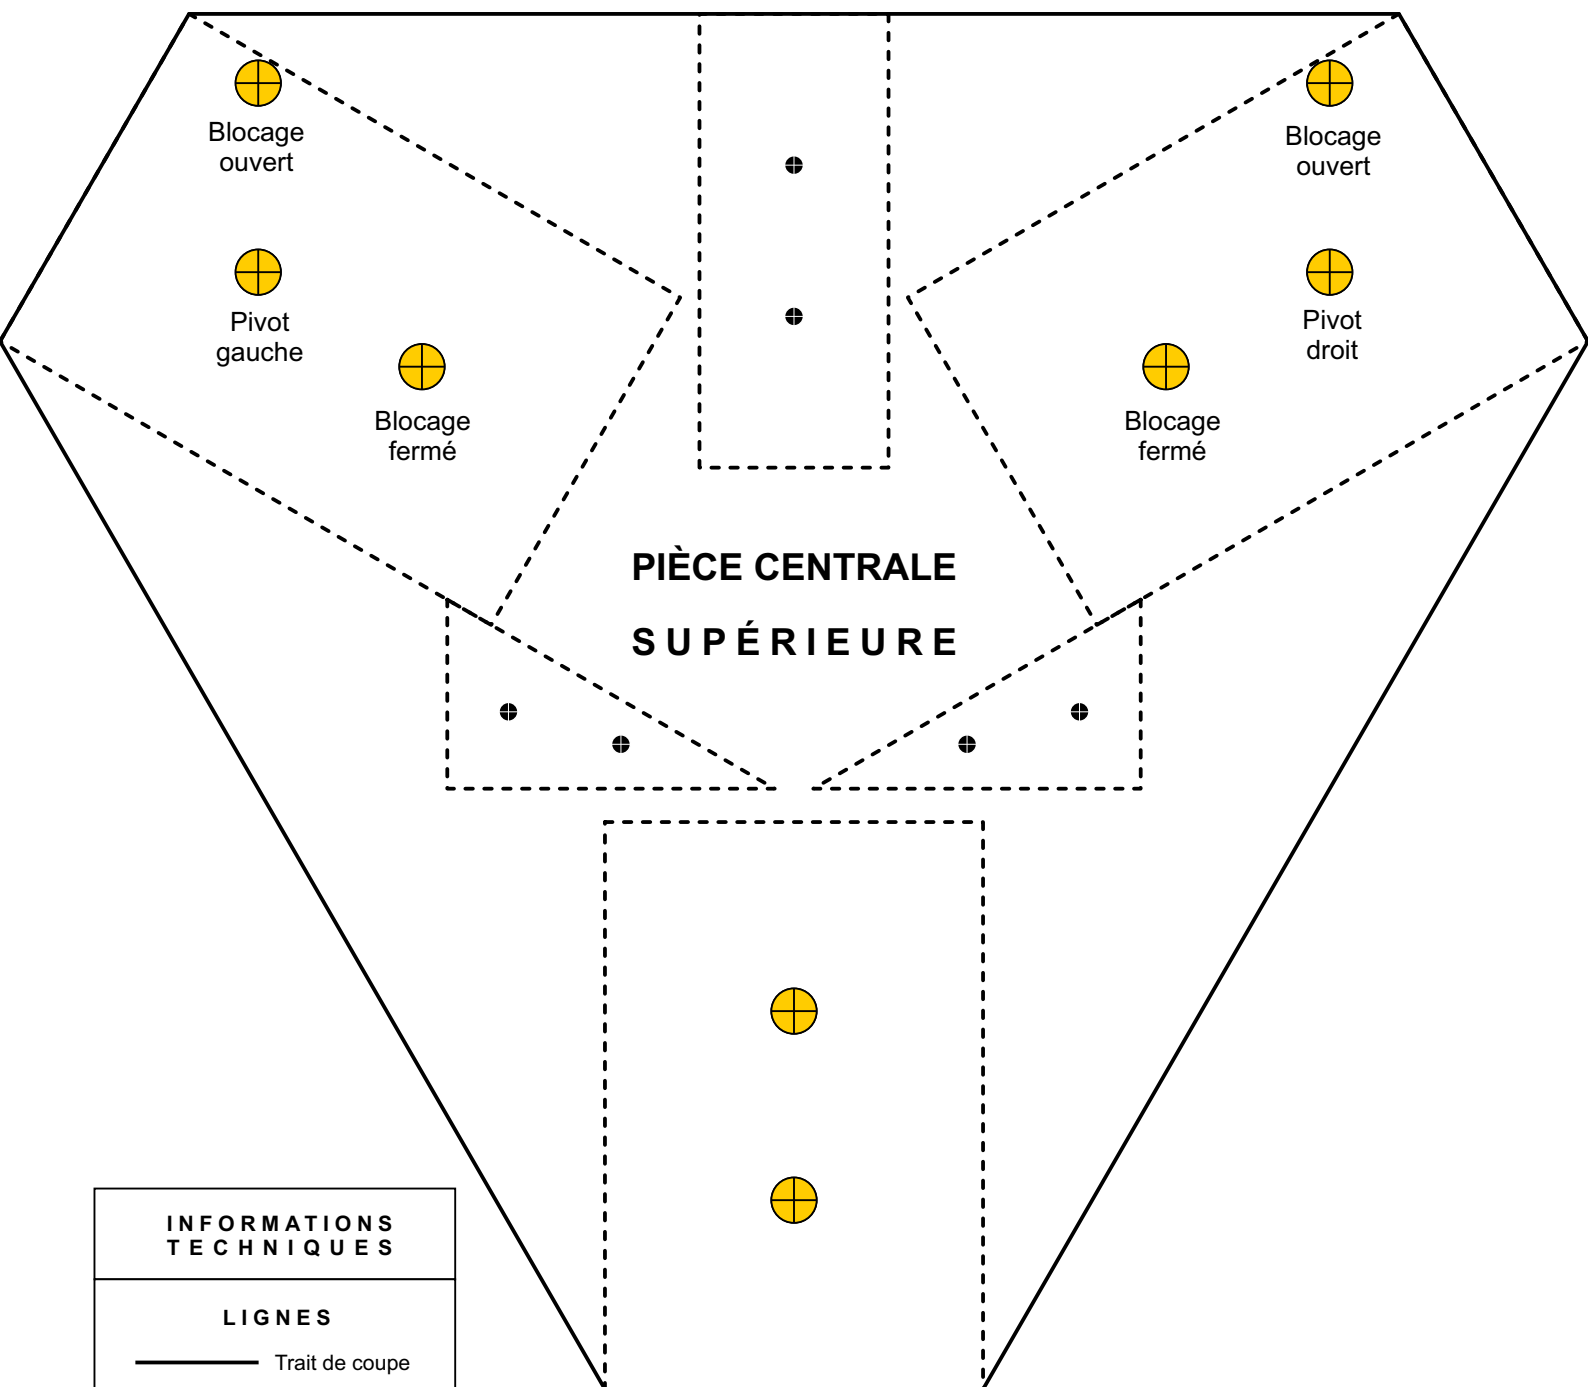 Blocage
ouvert
Blocage
ouvert
Pivot
gauche
Pivot
droit
Blocage
fermé
Blocage
fermé
PIÈCE CENTRALE
SUPÉRIEURE
INFORMATIONS
TECHNIQUES
LIGNES
Trait de coupe